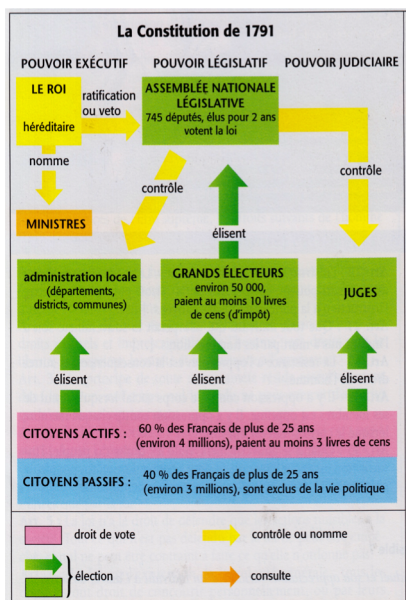 La Constitution de 1791
POUVOIR EXÉCUTIF
POUVOIR LÉGISLATIF
POUVOIR JUDICIAIRE
LE ROI
héréditaire
ratification
ou veto
ASSEMBLÉE NATIONALE
LÉGISLATIVE
745 députés, élus pour 2 ans
votent la loi
nomme
contrôle
contrôle
MINISTRES
élisent
administration locale
(départements,
districts, communes)
GRANDS ÉLECTEURS
environ 50 000,
paient au moins 10 livres
de cens (d'impôt)
JUGES
élisent
élisent
élisent
CITOYENS ACTIFS : 60 % des Français de plus de 25 ans
(environ 4 millions), paient au moins 3 livres de cens
CITOYENS PASSIFS : 40 % des Français de plus de 25 ans
(environ 3 millions), sont exclus de la vie politique
droit de vote
contrôle ou nomme
élection
consulte